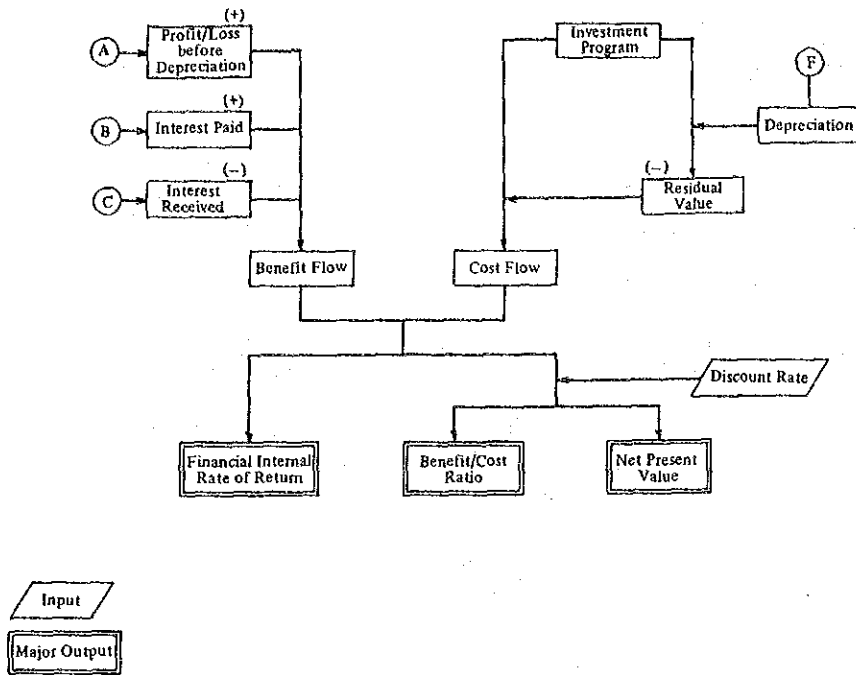 (+)
A
Profit/Loss
before
Depreciation
(+)
B
Interest Paid
(−)
C
Interest
Received
Investment
Program
F
Depreciation
(−)
Residual
Value
Benefit Flow
Cost Flow
Discount Rate
Financial Internal
Rate of Return
Benefit/Cost
Ratio
Net Present
Value
Input
Major Output